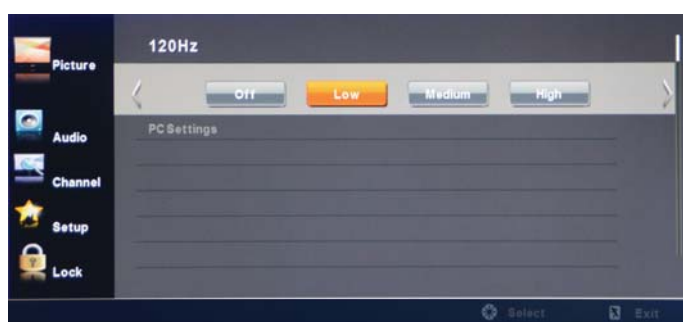 120Hz
Picture
Off Low Medium High
Audio
PC Settings
Channel
Setup
Lock
Select Exit